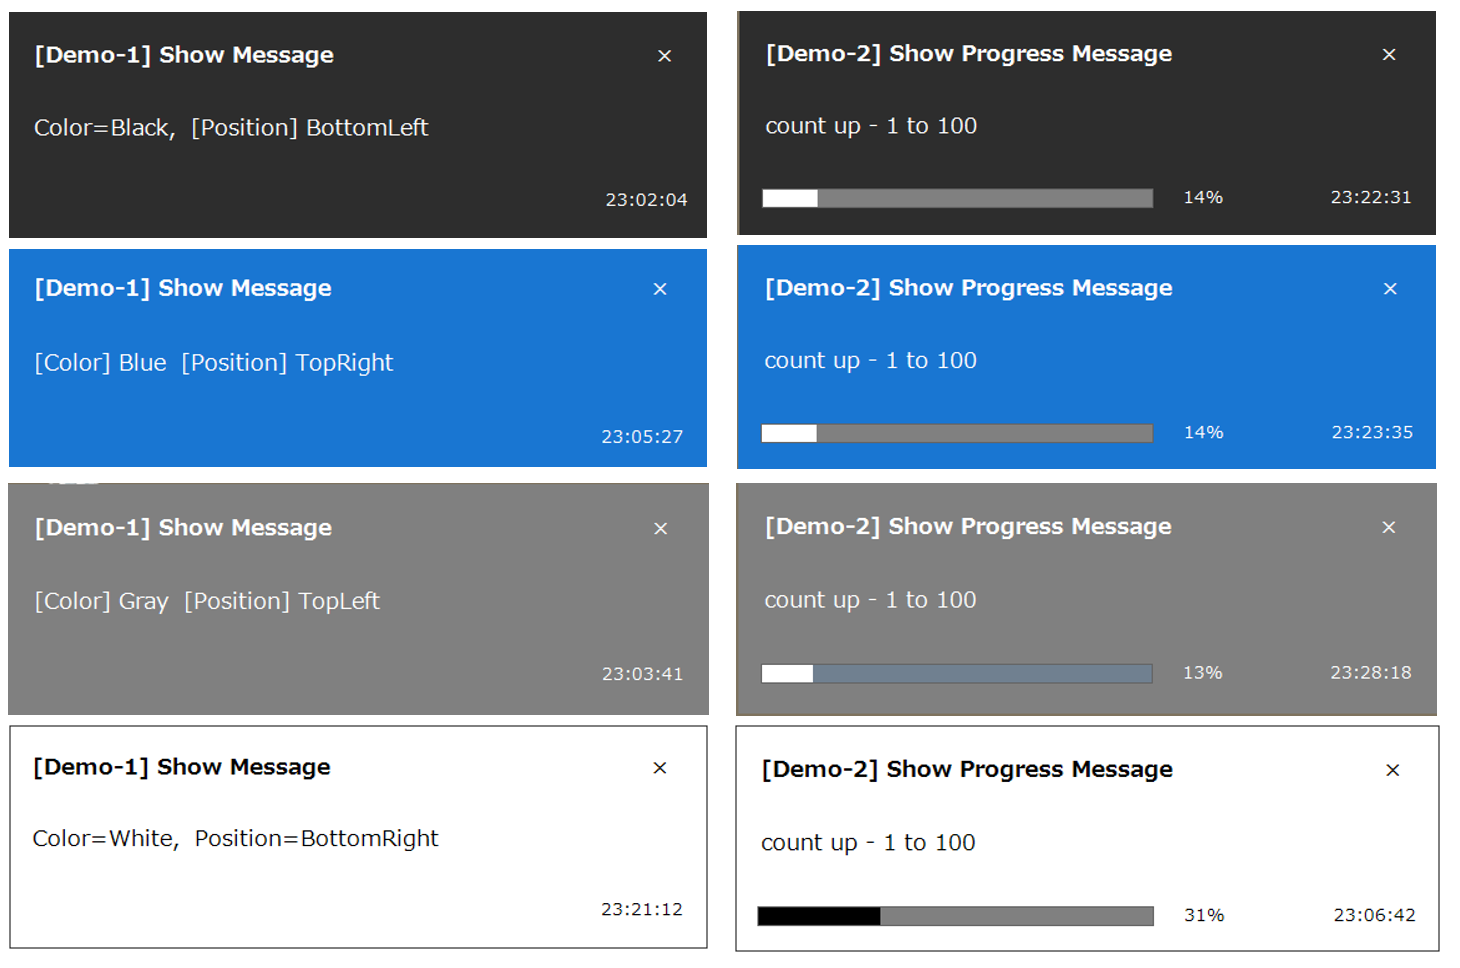 [Demo-1] Show Message ×
Color=Black, [Position] BottomLeft
23:02:04
[Demo-2] Show Progress Message ×
count up - 1 to 100
14% 23:22:31
[Demo-1] Show Message ×
[Color] Blue [Position] TopRight
23:05:27
[Demo-2] Show Progress Message ×
count up - 1 to 100
14% 23:23:35
[Demo-1] Show Message ×
[Color] Gray [Position] TopLeft
23:03:41
[Demo-2] Show Progress Message ×
count up - 1 to 100
13% 23:28:18
[Demo-1] Show Message ×
Color=White, Position=BottomRight
23:21:12
[Demo-2] Show Progress Message ×
count up - 1 to 100
31% 23:06:42